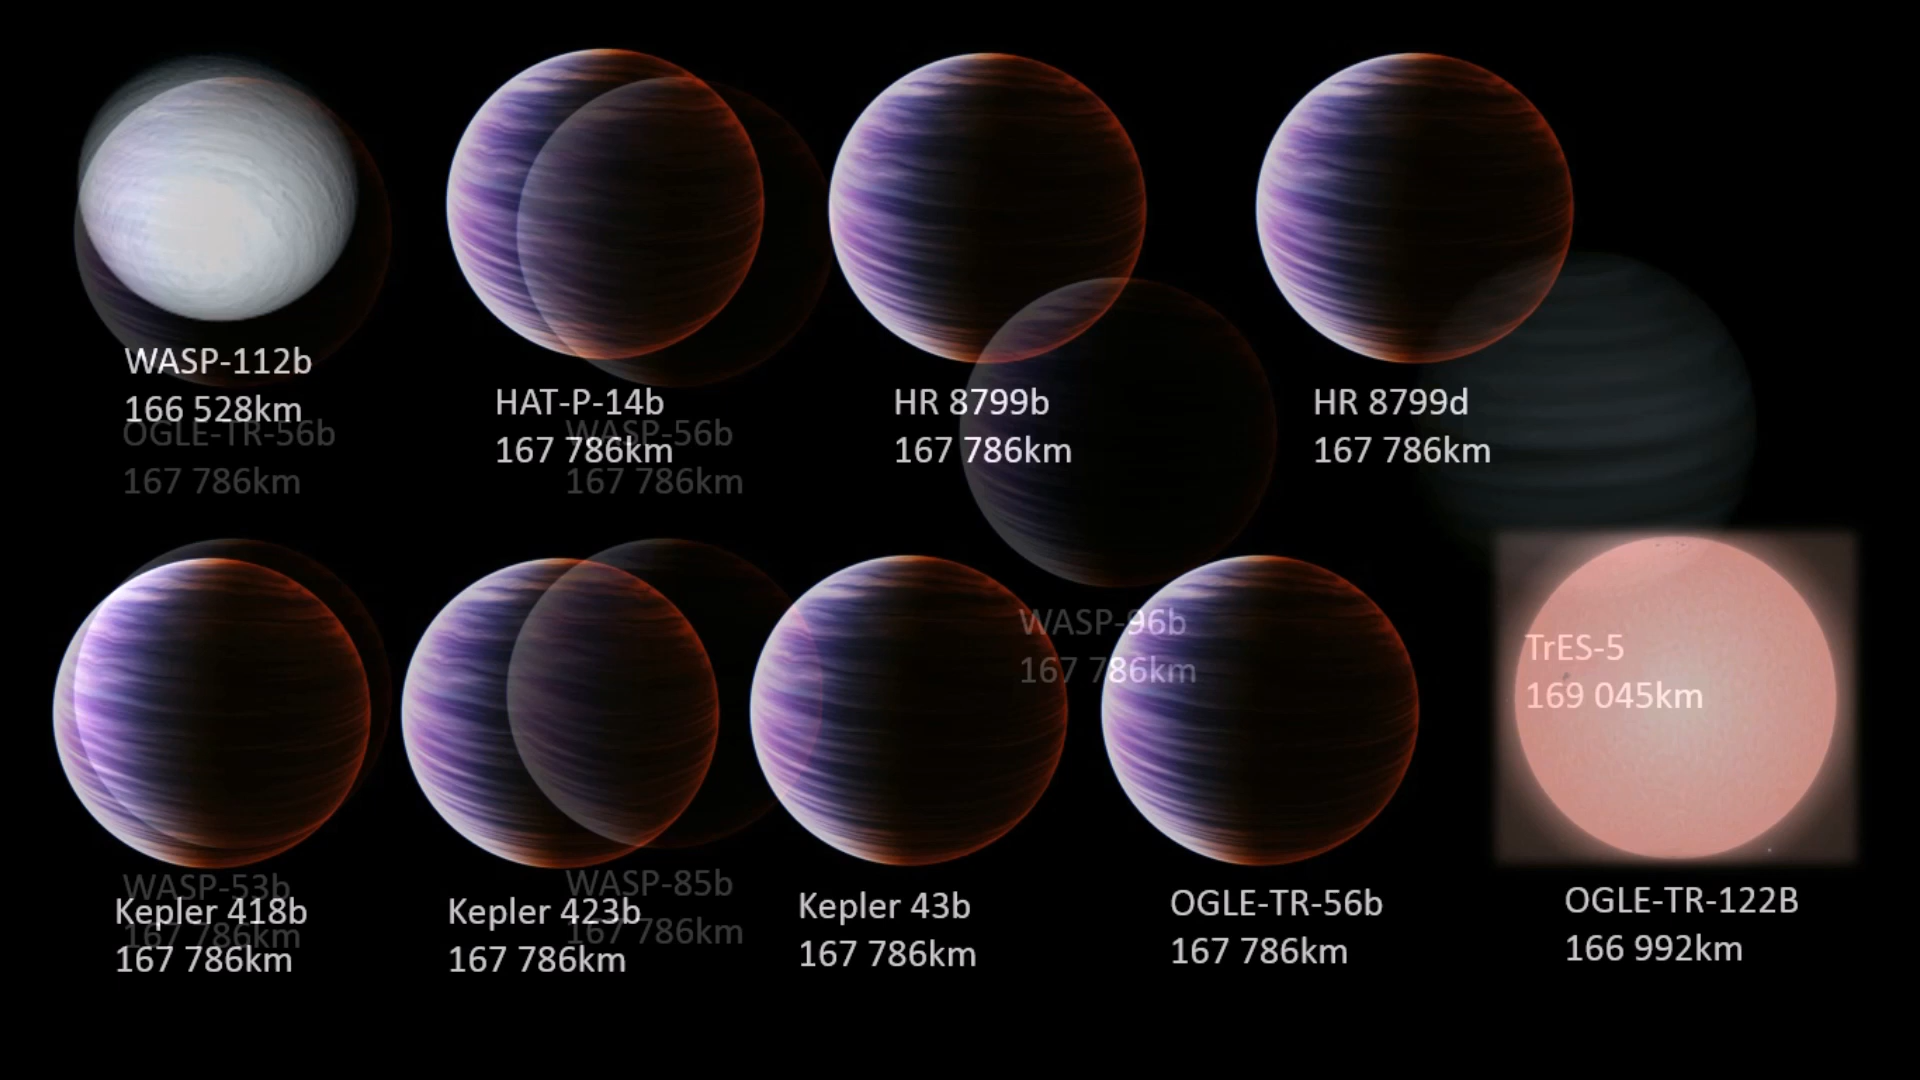 WASP-112b
166 528km
OGLE-TR-56b
167 786km
HAT-P-14b
167 786km
WASP-56b
167 786km
HR 8799b
167 786km
HR 8799d
167 786km
WASP-96b
167 786km
TrES-5
169 045km
WASP-53b
167 786km
Kepler 418b
167 786km
WASP-85b
167 786km
Kepler 423b
167 786km
Kepler 43b
167 786km
OGLE-TR-56b
167 786km
OGLE-TR-122B
166 992km